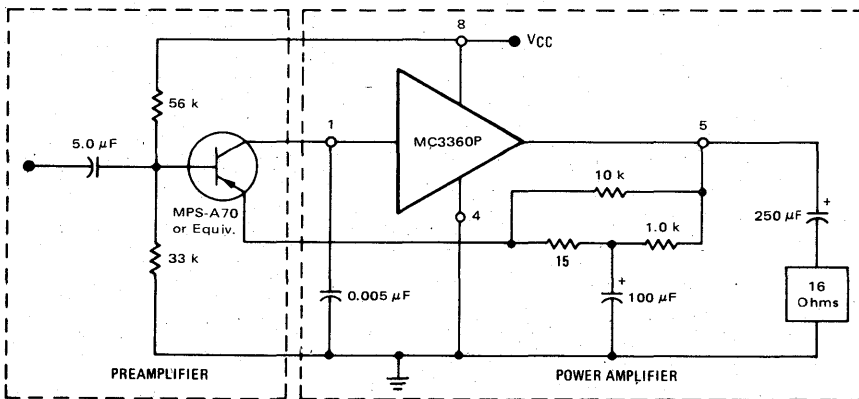 8
VCC
56 k
5.0 µF
1
MC3360P
5
MPS-A70
or Equiv.
4
10 k
250 µF
+
33 k
15
1.0 k
0.005 µF
+
100 µF
16
Ohms
PREAMPLIFIER
POWER AMPLIFIER